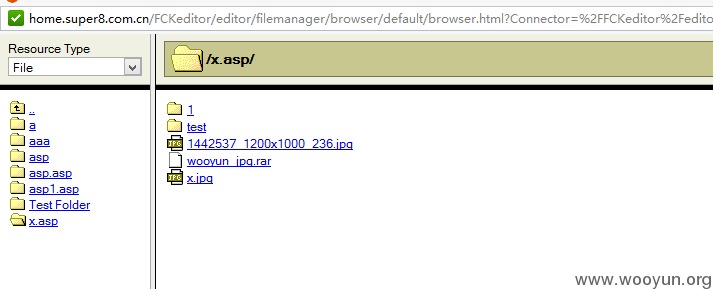 home.super8.com.cn/FCKeditor/editor/filemanager/browser/default/browser.html?Connector=%2FFCKeditor%2Fedito
Resource Type
File
/x.asp/
..
a
aaa
asp
asp.asp
asp1.asp
Test Folder
x.asp
1
test
1442537_1200x1000_236.jpg
wooyun_jpg.rar
x.jpg
www.wooyun.org